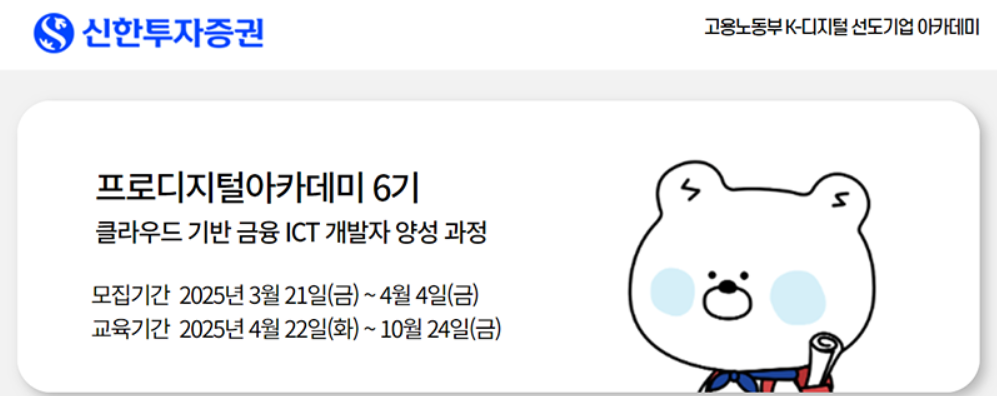 신한투자증권
고용노동부 K-디지털 선도기업 아카데미
프로디지털아카데미 6기
클라우드 기반 금융 ICT 개발자 양성 과정
모집기간 2025년 3월 21일(금) ~ 4월 4일(금)
교육기간 2025년 4월 22일(화) ~ 10월 24일(금)